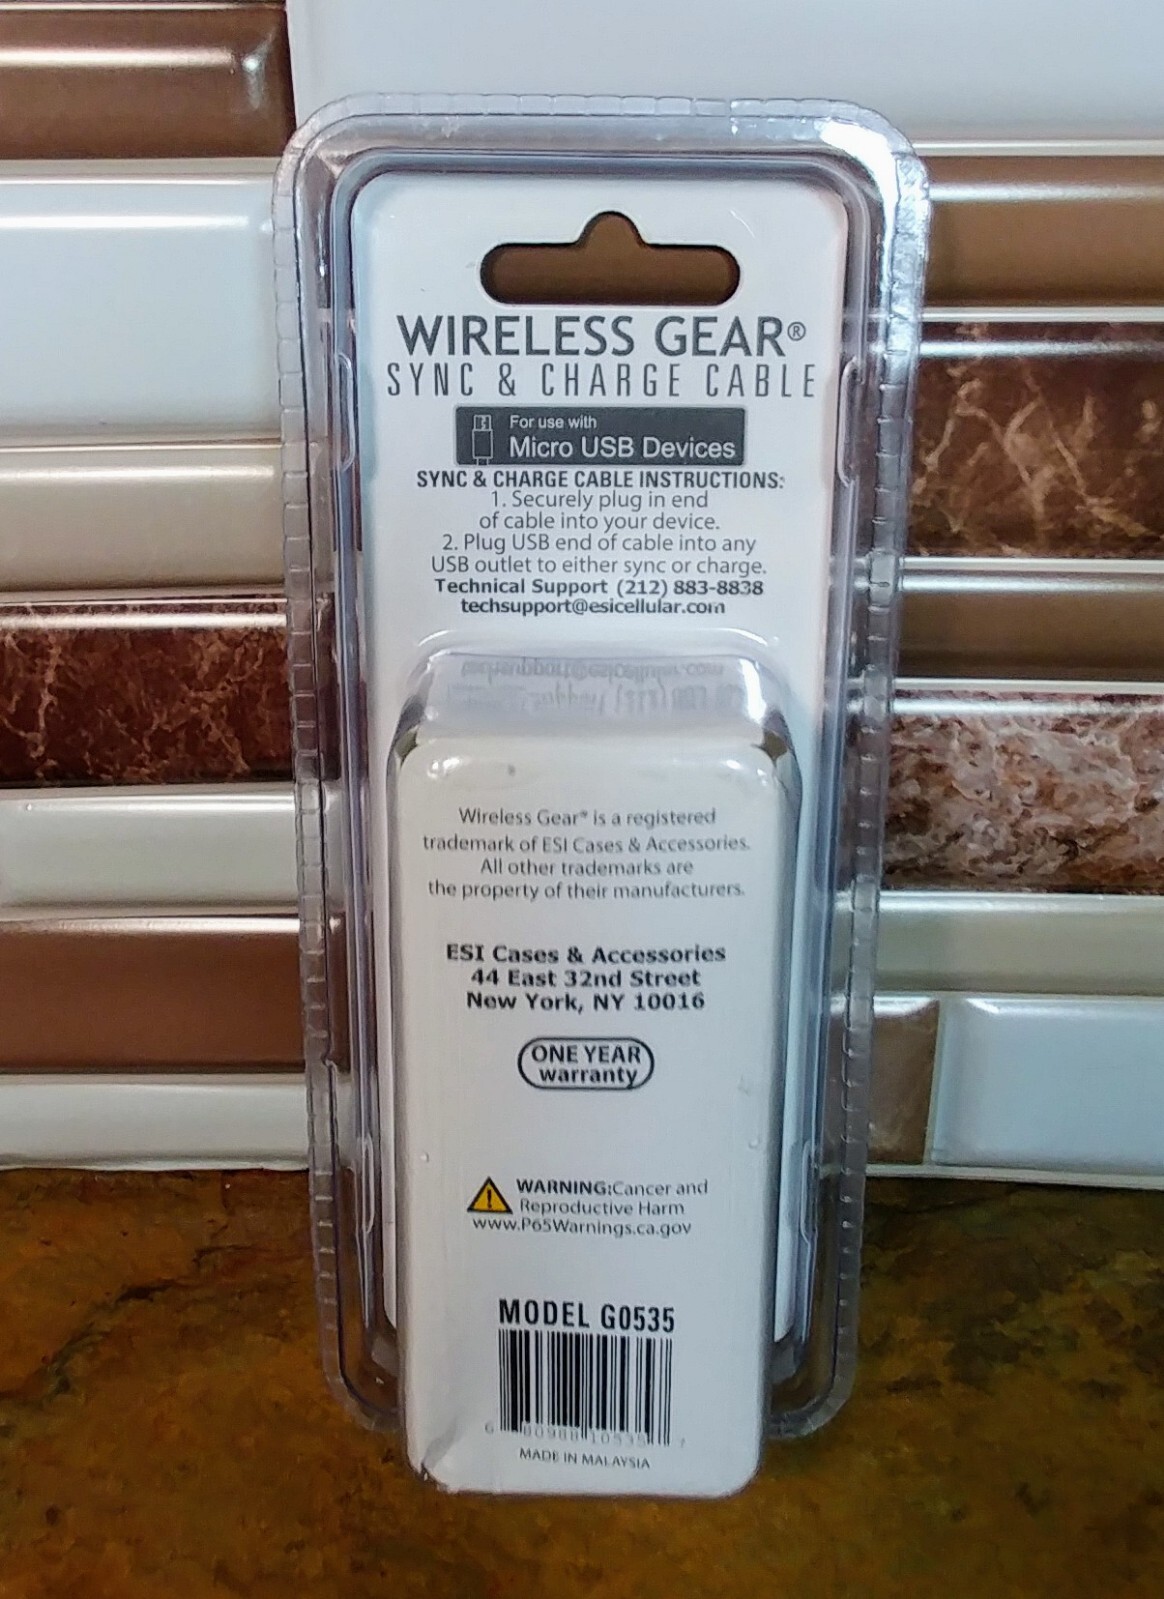 WIRELESS GEAR®
SYNC & CHARGE CABLE
For use with
Micro USB Devices
SYNC & CHARGE CABLE INSTRUCTIONS:
1. Securely plug in end
of cable into your device.
2. Plug USB end of cable into any
USB outlet to either sync or charge.
Technical Support (212) 883-8838
techsupport@esicellular.com
Wireless Gear® is a registered
trademark of ESI Cases & Accessories.
All other trademarks are
the property of their manufacturers.
ESI Cases & Accessories
44 East 32nd Street
New York, NY 10016
ONE YEAR
warranty
WARNING:Cancer and
Reproductive Harm
www.P65Warnings.ca.gov
MODEL G0535
6 80988 10535 7
MADE IN MALAYSIA